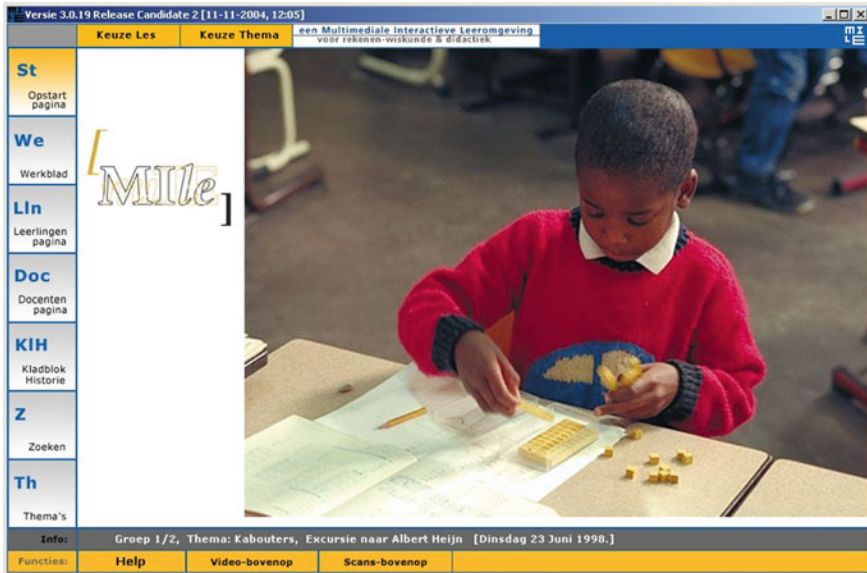 Versie 3.0.19 Release Candidate 2 [11-11-2004, 12:05]
Keuze Les
Keuze Thema
een Multimediale Interactieve Leeromgeving
voor rekenen-wiskunde & didactiek
MILE
St
Opstart
pagina
We
Werkblad
Lln
Leerlingen
pagina
Doc
Docenten
pagina
KlH
Kladblok
Historie
Z
Zoeken
Th
Thema's
[MIle]
Info:
Groep 1/2, Thema: Kabouters, Excursie naar Albert Heijn [Dinsdag 23 Juni 1998.]
Functies:
Help
Video-bovenop
Scans-bovenop